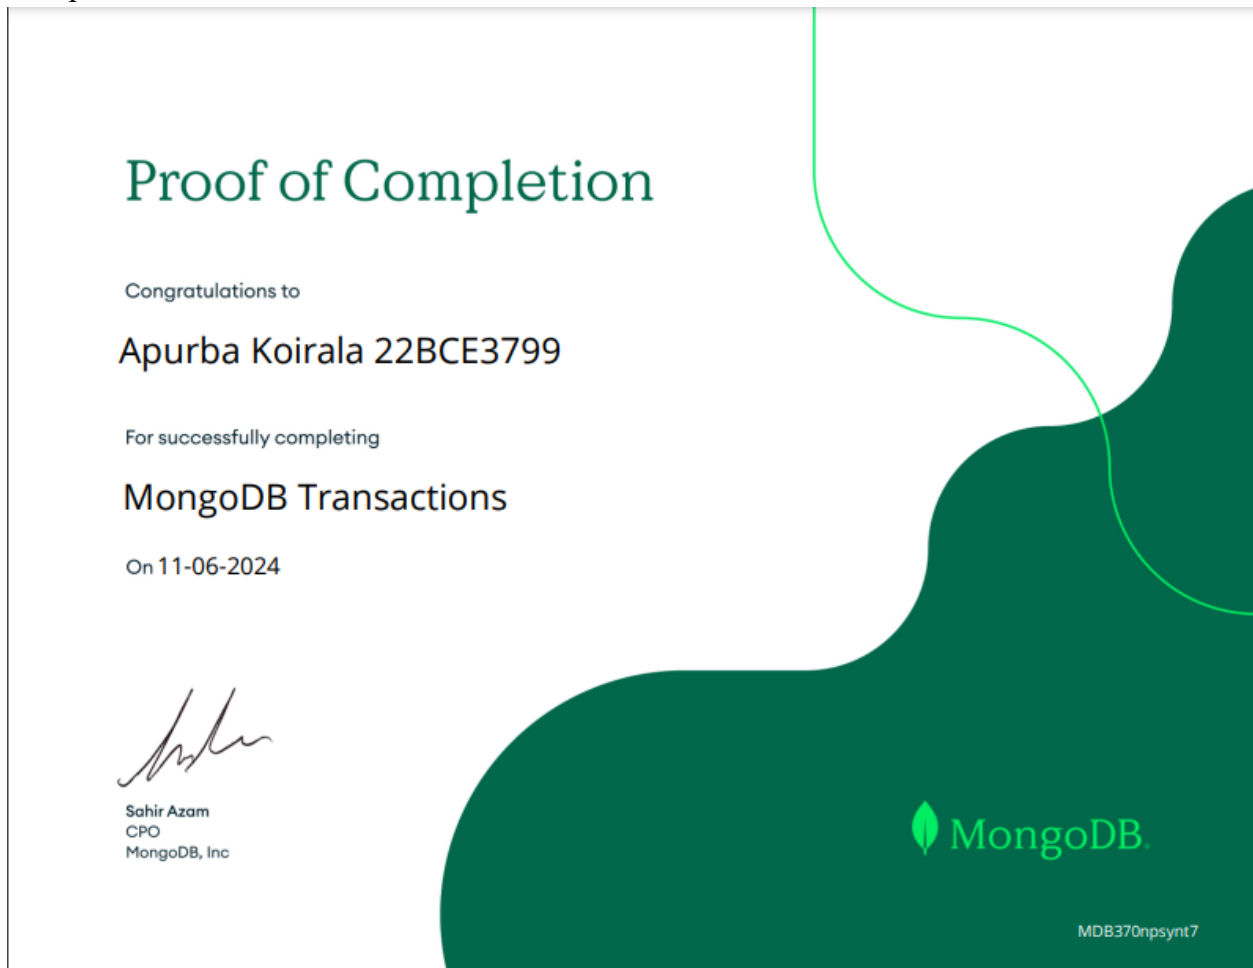 Proof of Completion
Congratulations to
Apurba Koirala 22BCE3799
For successfully completing
MongoDB Transactions
On 11-06-2024
Sahir Azam
CPO
MongoDB, Inc
MongoDB.
MDB370npsynt7